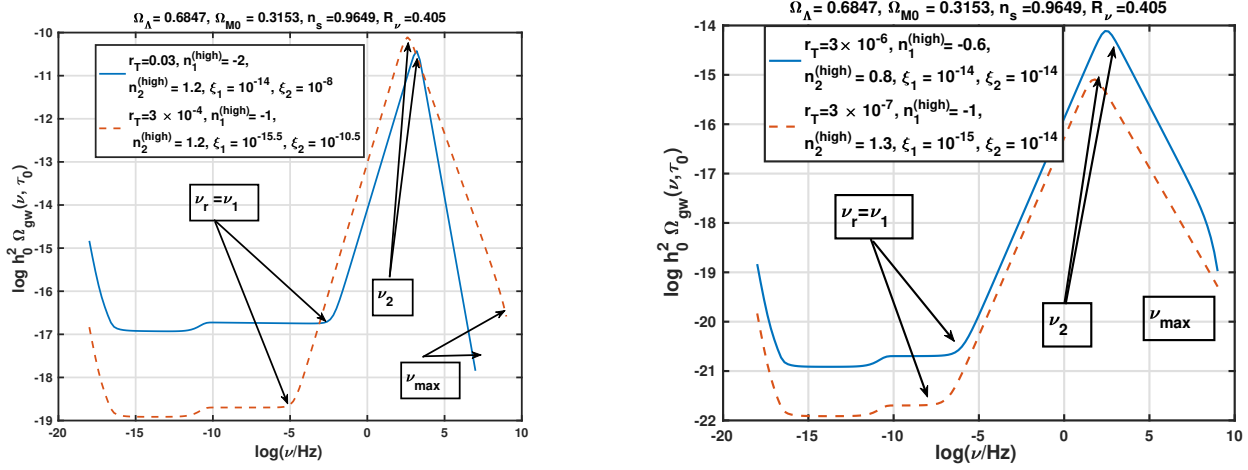 Ω_Λ= 0.6847, Ω_M0 = 0.3153, n_s =0.9649, R_ν =0.405
-10
-11
-12
-13
-14
-15
-16
-17
-18
-19
log h_0^2 Ω_gw(ν, τ_0)
r_T=0.03, n_1^(high)= -2,
n_2^(high) = 1.2, ξ_1 = 10^-14, ξ_2 = 10^-8
r_T=3 × 10^-4, n_1^(high)= -1,
n_2^(high) = 1.2, ξ_1 = 10^-15.5, ξ_2 = 10^-10.5
ν_r=ν_1
ν_2
ν_max
-20 -15 -10 -5 0 5 10
log(ν/Hz)
Ω_Λ= 0.6847, Ω_M0 = 0.3153, n_s =0.9649, R_ν =0.405
-14
-15
-16
-17
-18
-19
-20
-21
-22
log h_0^2 Ω_gw(ν, τ_0)
r_T=3× 10^-6, n_1^(high)= -0.6,
n_2^(high) = 0.8, ξ_1 = 10^-14, ξ_2 = 10^-14
r_T=3 × 10^-7, n_1^(high)= -1,
n_2^(high) = 1.3, ξ_1 = 10^-15, ξ_2 = 10^-14
ν_r=ν_1
ν_2
ν_max
-20 -15 -10 -5 0 5 10
log(ν/Hz)